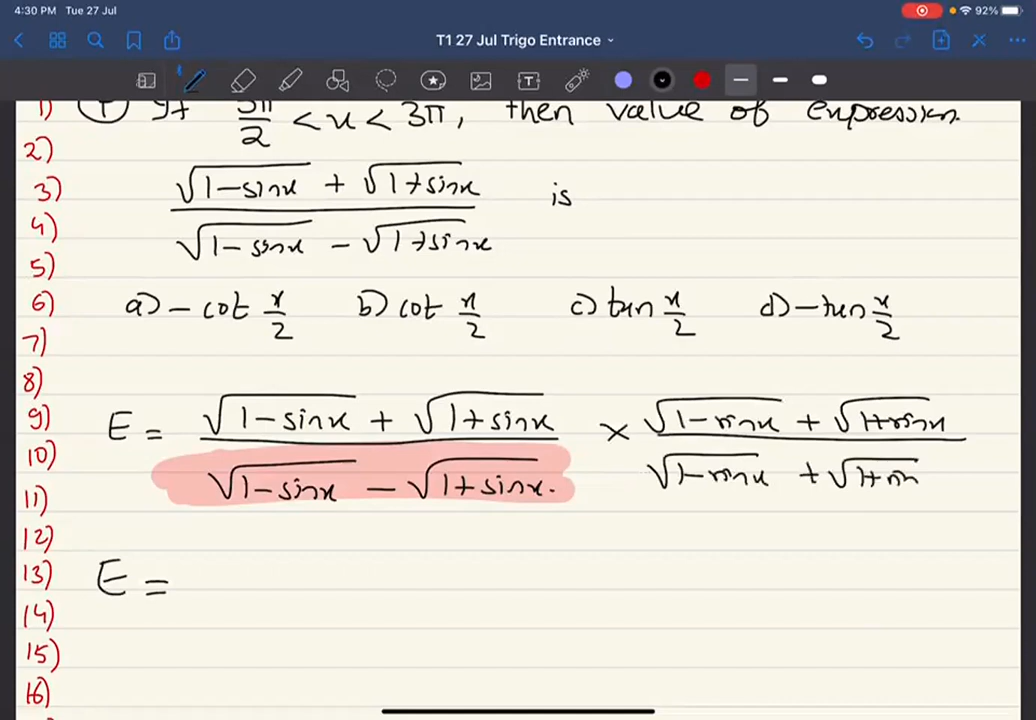 4:30 PM Tue 27 Jul 92%
T1 27 Jul Trigo Entrance
1) ① If 5π/2 < x < 3π, then value of expression.
2)
3) √1-sinx + √1+sinx is
4) √1-sinx - √1+sinx
5)
6) a) -cot x/2 b) cot x/2 c) tan x/2 d) -tan x/2
7)
8)
9) E = √1-sinx + √1+sinx × √1-sinx + √1+sinx
10)
11) √1-sinx - √1+sinx. √1-sinx + √1+sin
12)
13) E =
14)
15)
16)